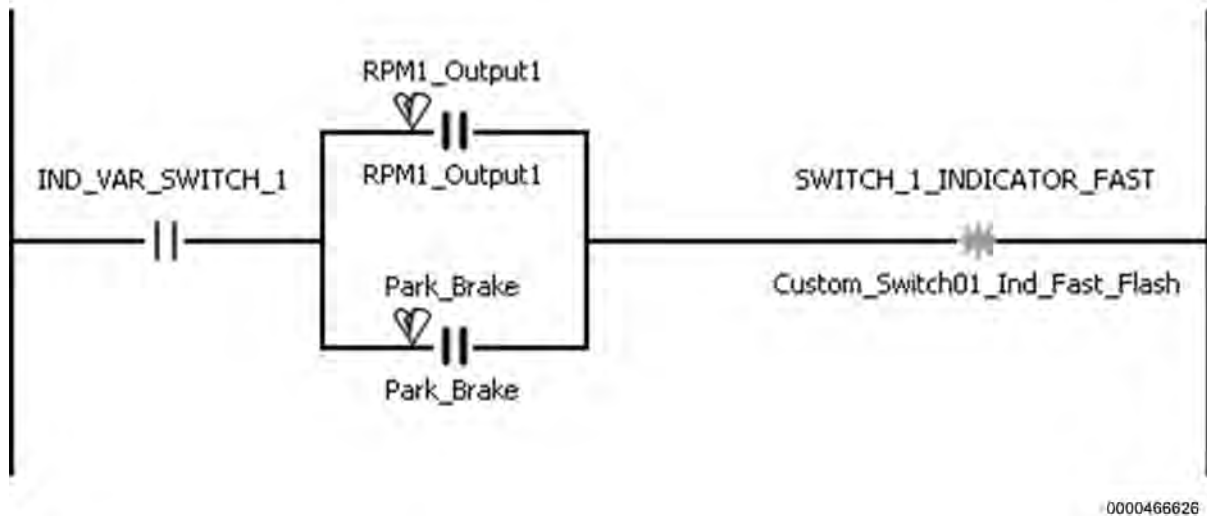 RPM1_Output1
RPM1_Output1
IND_VAR_SWITCH_1
SWITCH_1_INDICATOR_FAST
Park_Brake
Custom_Switch01_Ind_Fast_Flash
Park_Brake
0000466626